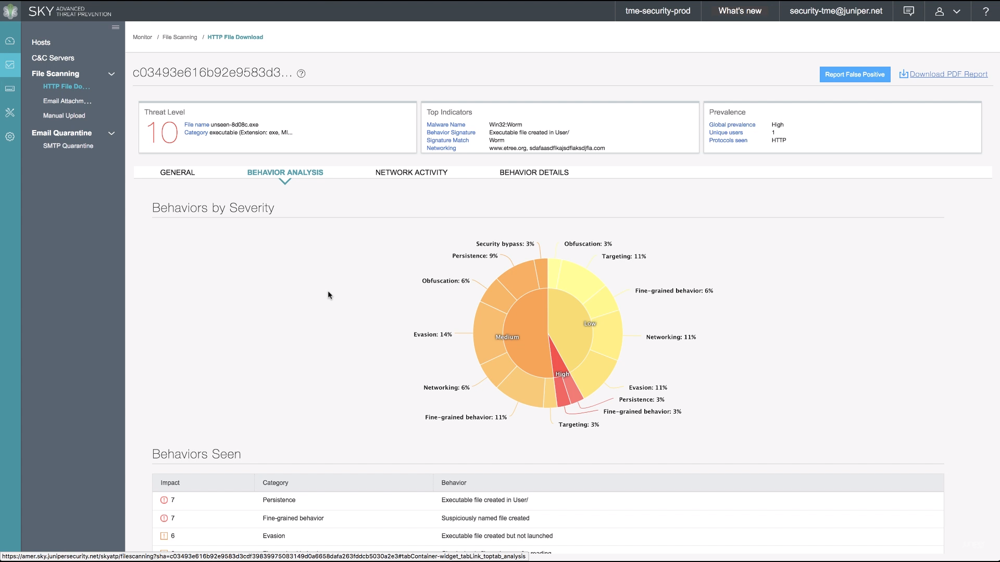 SKY ADVANCED THREAT PREVENTION
tme-security-prod
What's new
security-tme@juniper.net
?
Hosts
C&C Servers
File Scanning
HTTP File Do...
Email Attachm...
Manual Upload
Email Quarantine
SMTP Quarantine
Monitor / File Scanning / HTTP File Download
c03493e616b92e9583d3... ?
Report False Positive
Download PDF Report
Threat Level
10
File name unseen-8d08c.exe
Category executable (Extension: exe, MI...
Top Indicators
Malware Name Win32:Worm
Behavior Signature Executable file created in User/
Signature Match Worm
Networking www.etree.org, sdafaasdflkajsdflaksdjfla.com
Prevalence
Global prevalence High
Unique users 1
Protocols seen HTTP
GENERAL BEHAVIOR ANALYSIS NETWORK ACTIVITY BEHAVIOR DETAILS
Behaviors by Severity
Security bypass: 3%
Obfuscation: 3%
Persistence: 9%
Targeting: 11%
Obfuscation: 6%
Fine-grained behavior: 6%
Low
Evasion: 14%
Medium
Networking: 11%
High
Networking: 6%
Evasion: 11%
Persistence: 3%
Fine-grained behavior: 3%
Fine-grained behavior: 11%
Targeting: 3%
Behaviors Seen
Impact Category Behavior
7 Persistence Executable file created in User/
7 Fine-grained behavior Suspiciously named file created
6 Evasion Executable file created but not launched
reading
https://amer.sky.junipersecurity.net/skyatp/filescanning?sha=c03493e616b92e9583d3cdf39839975083149d0a6658dafa263fddcb5030a2e3#tabContainer-widget_tabLink_toptab_analysis